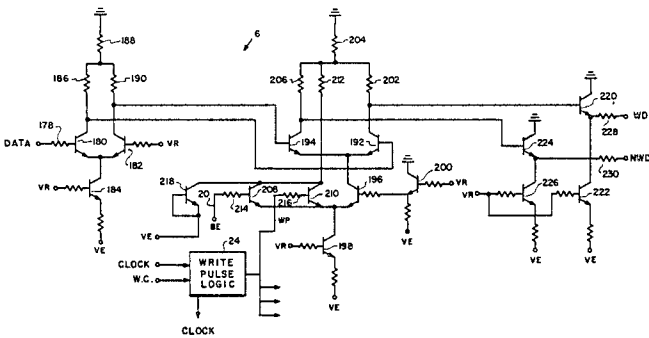 6
188
204
186
190
206
212
202
220
WD
228
178
DATA
180
VR
182
194
192
224
NWD
230
184
VR
VE
218
20
208
210
196
200
VR
214
216
WP
BE
VE
VE
VR
226
222
VE
VE
24
VR
198
CLOCK
W.C.
WRITE
PULSE
LOGIC
VE
CLOCK